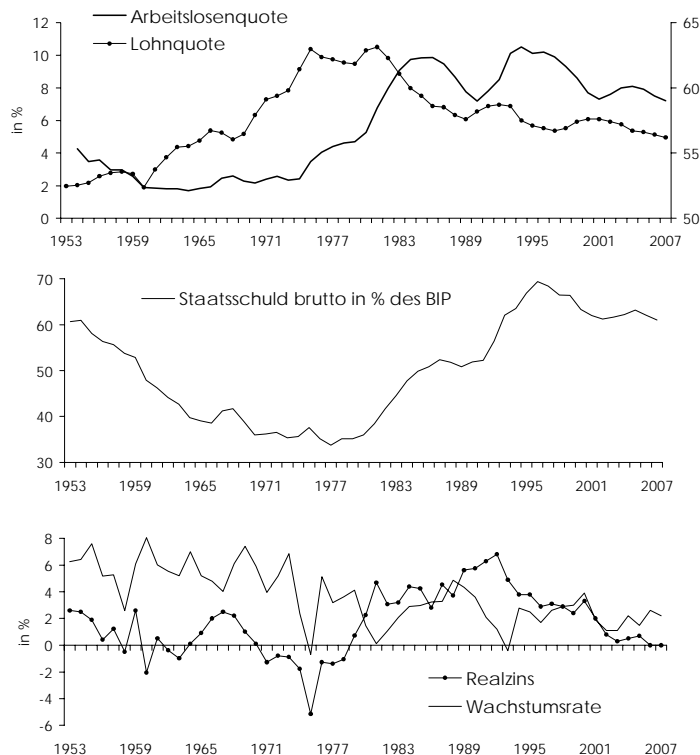 Arbeitslosenquote
Lohnquote
in %
12
10
8
6
4
2
0
65
60
55
50
1953 1959 1965 1971 1977 1983 1989 1995 2001 2007
Staatsschuld brutto in % des BIP
70
60
50
40
30
1953 1959 1965 1971 1977 1983 1989 1995 2001 2007
in %
8
6
4
2
0
-2
-4
-6
Realzins
Wachstumsrate
1953 1959 1965 1971 1977 1983 1989 1995 2001 2007